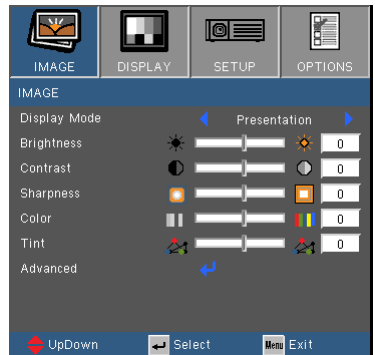 IMAGE DISPLAY SETUP OPTIONS
IMAGE
Display Mode Presentation
Brightness 0
Contrast 0
Sharpness 0
Color 0
Tint 0
Advanced
UpDown Select Menu Exit